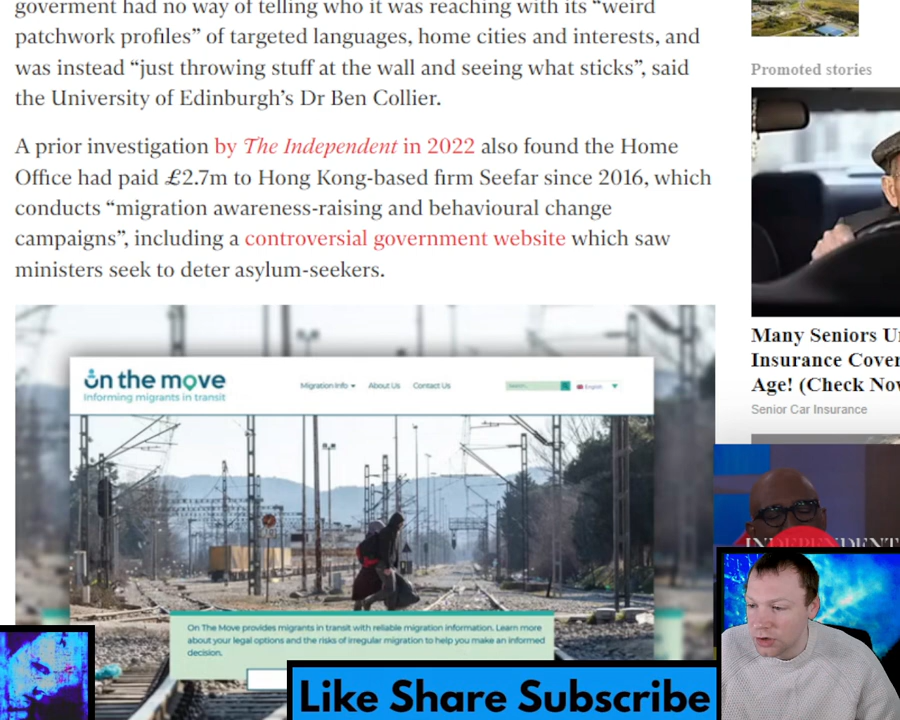 goverment had no way of telling who it was reaching with its “weird
patchwork profiles” of targeted languages, home cities and interests, and
was instead “just throwing stuff at the wall and seeing what sticks”, said
the University of Edinburgh’s Dr Ben Collier.
A prior investigation by The Independent in 2022 also found the Home
Office had paid £2.7m to Hong Kong-based firm Seefar since 2016, which
conducts “migration awareness-raising and behavioural change
campaigns”, including a controversial government website which saw
ministers seek to deter asylum-seekers.
on the move
Informing migrants in transit
Migration Info
About Us
Contact Us
Search...
English
On The Move provides migrants in transit with reliable migration information. Learn more
about your legal options and the risks of irregular migration to help you make an informed
decision.
Promoted stories
Many Seniors Un
Insurance Cover
Age! (Check Nov
Senior Car Insurance
INDEPENDENT
Like Share Subscribe